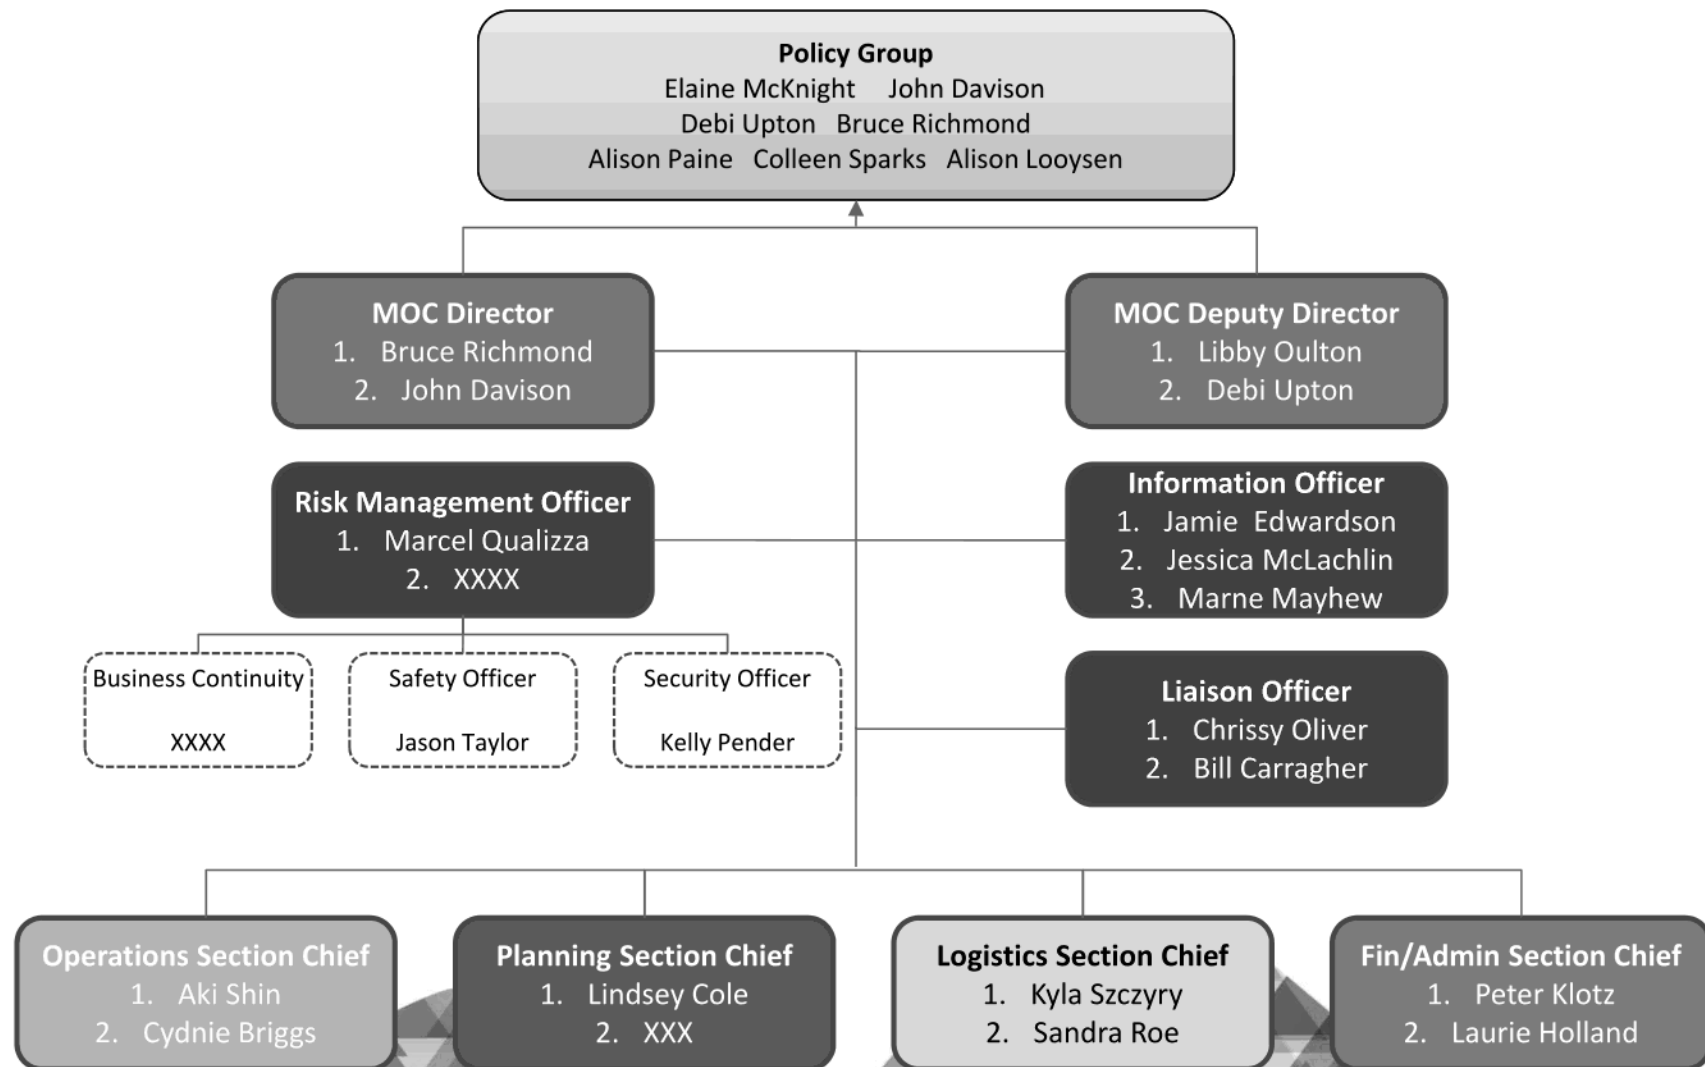 Policy Group
Elaine McKnight John Davison
Debi Upton Bruce Richmond
Alison Paine Colleen Sparks Alison Looysen
MOC Director
1. Bruce Richmond
2. John Davison
MOC Deputy Director
1. Libby Oulton
2. Debi Upton
Risk Management Officer
1. Marcel Qualizza
2. XXXX
Information Officer
1. Jamie Edwardson
2. Jessica McLachlin
3. Marne Mayhew
Business Continuity
XXXX
Safety Officer
Jason Taylor
Security Officer
Kelly Pender
Liaison Officer
1. Chrissy Oliver
2. Bill Carragher
Operations Section Chief
1. Aki Shin
2. Cydnie Briggs
Planning Section Chief
1. Lindsey Cole
2. XXX
Logistics Section Chief
1. Kyla Szczyry
2. Sandra Roe
Fin/Admin Section Chief
1. Peter Klotz
2. Laurie Holland